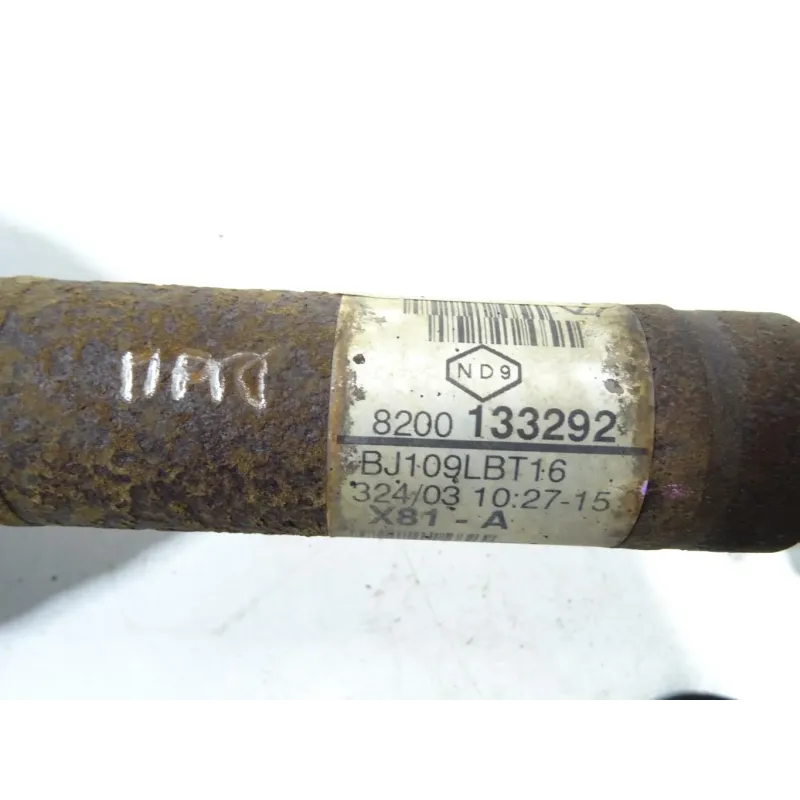 ND9
8200 133292
BJ109LBT16
324/03 10:27-15
X81 - A